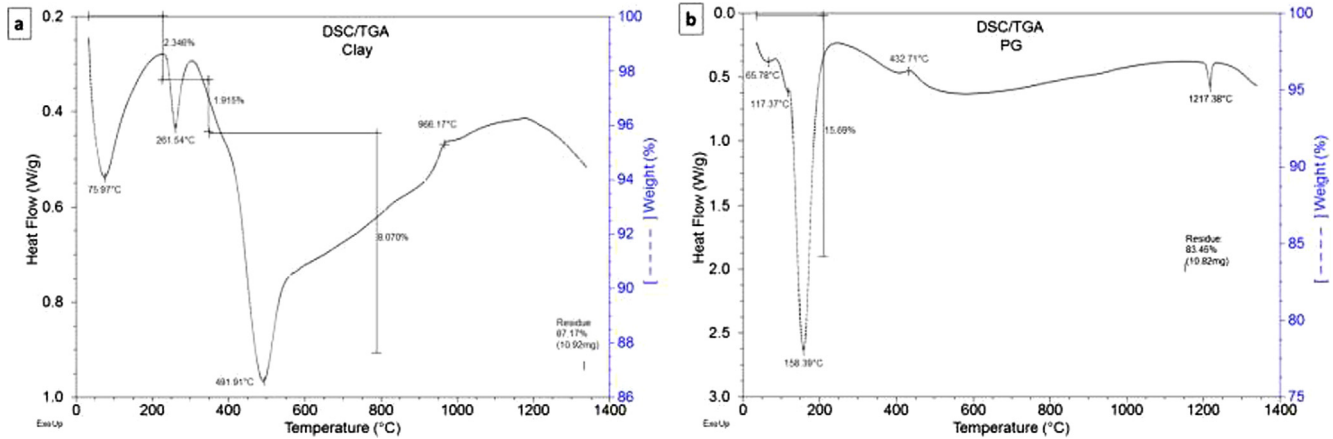 a
DSC/TGA
Clay
0.2
0.4
0.6
0.8
1.0
Heat Flow (W/g)
2.346%
1.915%
8.070%
75.97°C
261.54°C
491.91°C
966.17°C
Residue
87.17%
(10.92mg)
100
98
96
94
92
90
88
86
[ – – – – ] Weight (%)
0
200
400
600
800
1000
1200
1400
Exo Up
Temperature (°C)
b
DSC/TGA
PG
0.0
0.5
1.0
1.5
2.0
2.5
3.0
Heat Flow (W/g)
65.78°C
117.37°C
158.39°C
15.69%
432.71°C
1217.38°C
Residue
83.46%
(10.82mg)
100
95
90
85
80
75
[ – – – – ] Weight (%)
0
200
400
600
800
1000
1200
1400
Exo Up
Temperature (°C)